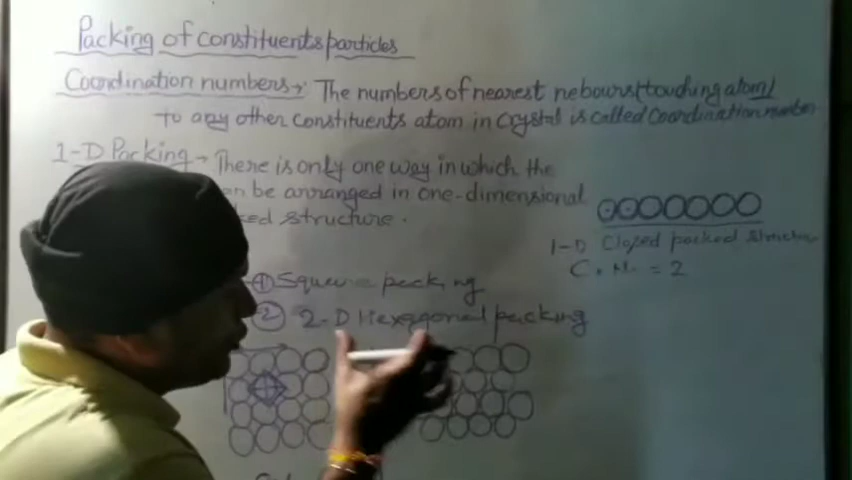 Packing of constituents particles
Coordination numbers → The numbers of nearest nebours (touching atom)
to any other constituents atom in crystal is called coordination number
1-D Packing → There is only one way in which the
can be arranged in one-dimensional
structure.
1-D Closed packed structure
C.N. = 2
① Square packing
② 2-D Hexagonal packing